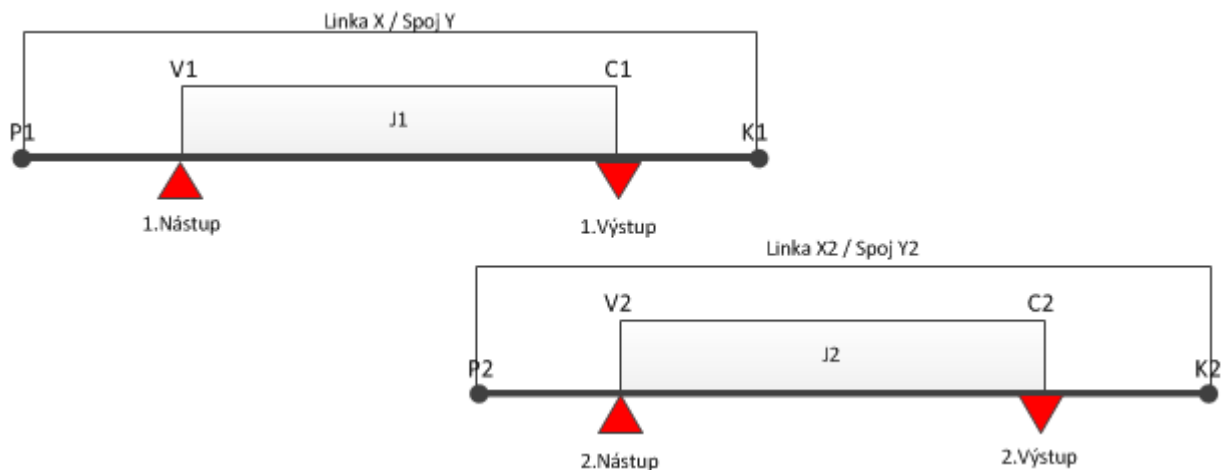 Linka X / Spoj Y
V1
C1
J1
P1
K1
1.Nástup
1.Výstup
Linka X2 / Spoj Y2
V2
C2
J2
P2
K2
2.Nástup
2.Výstup